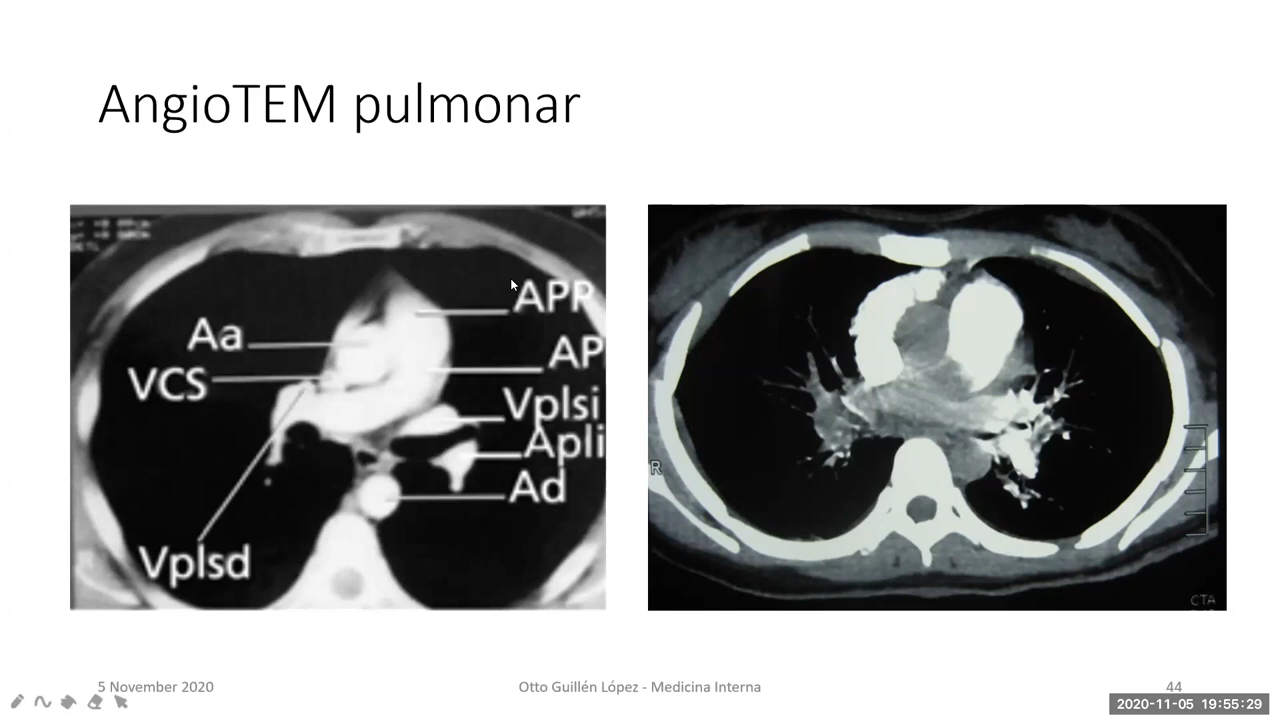 AngioTEM pulmonar
APR
Aa
AP
VCS
Vplsi
Apli
Ad
Vplsd
R
CTA
5 November 2020
Otto Guillén López - Medicina Interna
44
2020-11-05 19:55:29